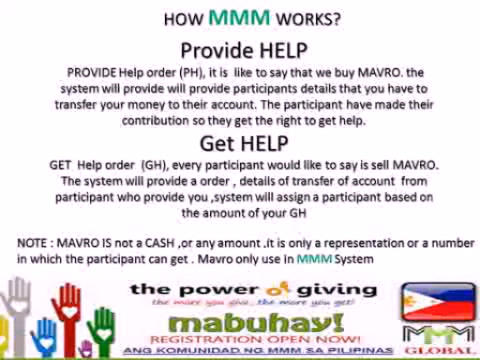 HOW MMM WORKS?
Provide HELP
PROVIDE Help order (PH), it is like to say that we buy MAVRO. the
system will provide will provide participants details that you have to
transfer your money to their account. The participant have made their
contribution so they get the right to get help.
Get HELP
GET Help order (GH), every participant would like to say is sell MAVRO.
The system will provide a order , details of transfer of account from
participant who provide you ,system will assign a participant based on
the amount of your GH
NOTE : MAVRO IS not a CASH ,or any amount ,it is only a representation or a number
in which the participant can get . Mavro only use in MMM System
the power of giving
the more you give, the more you get!
mabuhay!
REGISTRATION OPEN NOW!
ANG KOMUNIDAD NG MMM SA PILIPINAS
MMM
GLOBAL